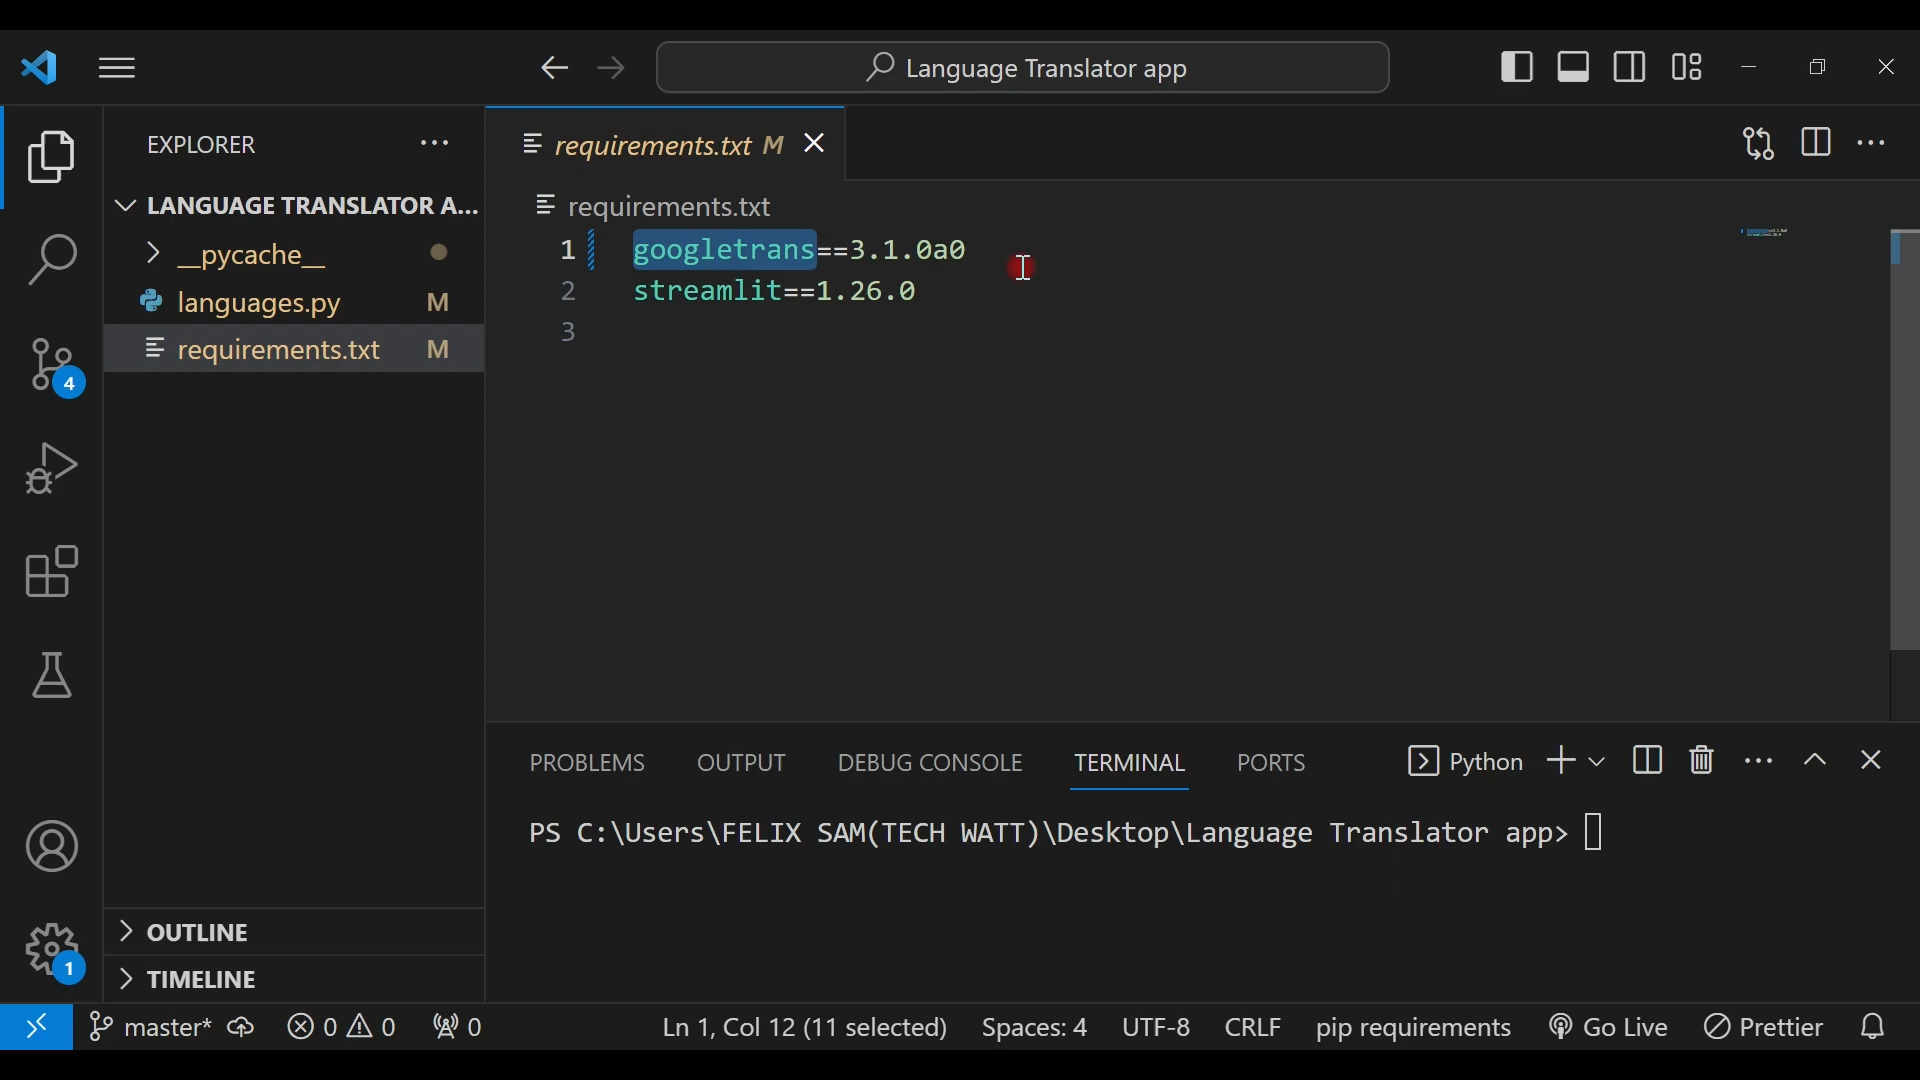 Language Translator app
EXPLORER
LANGUAGE TRANSLATOR A...
__pycache__
languages.py M
requirements.txt M
4
1
OUTLINE
TIMELINE
requirements.txt M
requirements.txt
1 googletrans==3.1.0a0
2 streamlit==1.26.0
3
PROBLEMS OUTPUT DEBUG CONSOLE TERMINAL PORTS Python
PS C:\Users\FELIX SAM(TECH WATT)\Desktop\Language Translator app>
master* 0 0 0 Ln 1, Col 12 (11 selected) Spaces: 4 UTF-8 CRLF pip requirements Go Live Prettier